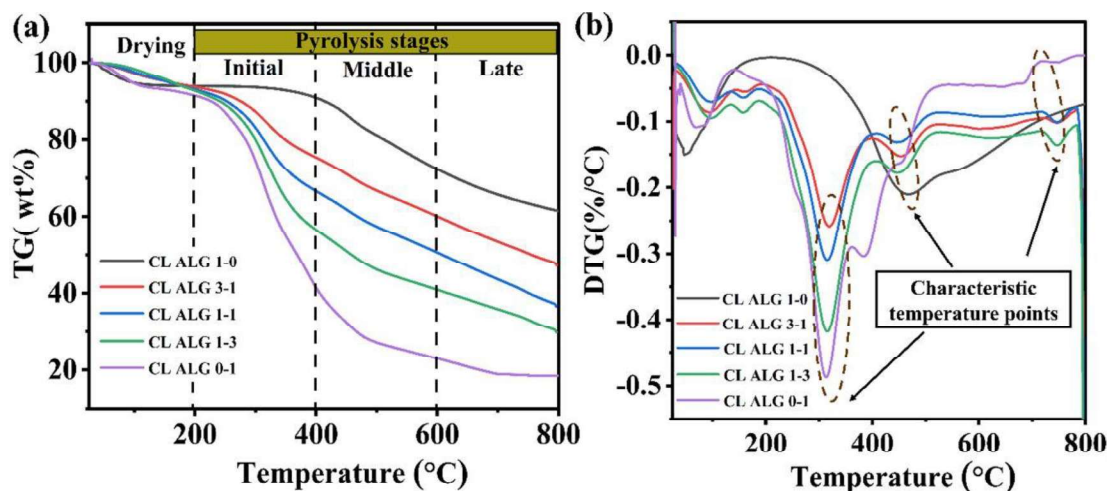 (a)
Drying
Pyrolysis stages
Initial
Middle
Late
100
80
60
40
20
TG( wt%)
CL ALG 1-0
CL ALG 3-1
CL ALG 1-1
CL ALG 1-3
CL ALG 0-1
200
400
600
800
Temperature (°C)
(b)
0.0
-0.1
-0.2
-0.3
-0.4
-0.5
DTG(%/°C)
CL ALG 1-0
CL ALG 3-1
CL ALG 1-1
CL ALG 1-3
CL ALG 0-1
Characteristic
temperature points
200
400
600
800
Temperature (°C)